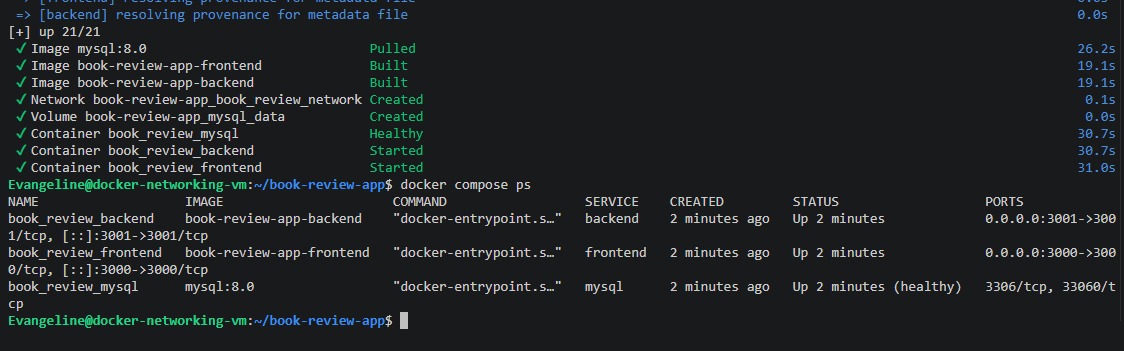 => [frontend] resolving provenance for metadata file 0.0s
=> [backend] resolving provenance for metadata file 0.0s
[+] up 21/21
✓ Image mysql:8.0 Pulled 26.2s
✓ Image book-review-app-frontend Built 19.1s
✓ Image book-review-app-backend Built 19.1s
✓ Network book-review-app_book_review_network Created 0.1s
✓ Volume book-review-app_mysql_data Created 0.0s
✓ Container book_review_mysql Healthy 30.7s
✓ Container book_review_backend Started 30.7s
✓ Container book_review_frontend Started 31.0s
Evangeline@docker-networking-vm:~/book-review-app$ docker compose ps
NAME IMAGE COMMAND SERVICE CREATED STATUS PORTS
book_review_backend book-review-app-backend "docker-entrypoint.s…" backend 2 minutes ago Up 2 minutes 0.0.0.0:3001->300
1/tcp, [::]:3001->3001/tcp
book_review_frontend book-review-app-frontend "docker-entrypoint.s…" frontend 2 minutes ago Up 2 minutes 0.0.0.0:3000->300
0/tcp, [::]:3000->3000/tcp
book_review_mysql mysql:8.0 "docker-entrypoint.s…" mysql 2 minutes ago Up 2 minutes (healthy) 3306/tcp, 33060/t
cp
Evangeline@docker-networking-vm:~/book-review-app$